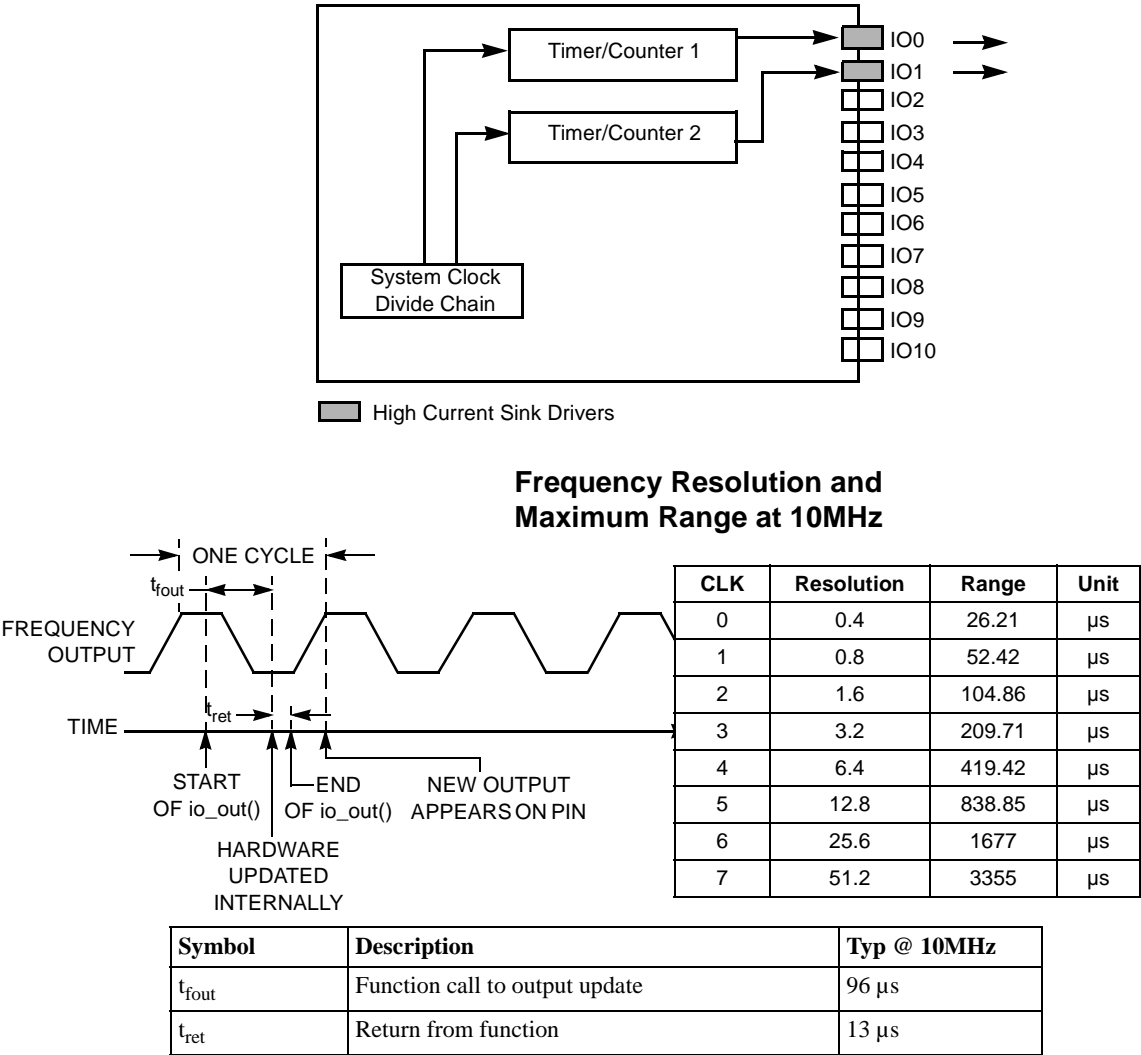 Timer/Counter 1
Timer/Counter 2
System Clock
Divide Chain
IO0
IO1
IO2
IO3
IO4
IO5
IO6
IO7
IO8
IO9
IO10
High Current Sink Drivers
Frequency Resolution and
Maximum Range at 10MHz
ONE CYCLE
tfout
FREQUENCY
OUTPUT
tret
TIME
START
OF io_out()
END
OF io_out()
NEW OUTPUT
APPEARS ON PIN
HARDWARE
UPDATED
INTERNALLY
CLK Resolution Range Unit
0 0.4 26.21 µs
1 0.8 52.42 µs
2 1.6 104.86 µs
3 3.2 209.71 µs
4 6.4 419.42 µs
5 12.8 838.85 µs
6 25.6 1677 µs
7 51.2 3355 µs
Symbol Description Typ @ 10MHz
tfout Function call to output update 96 µs
tret Return from function 13 µs